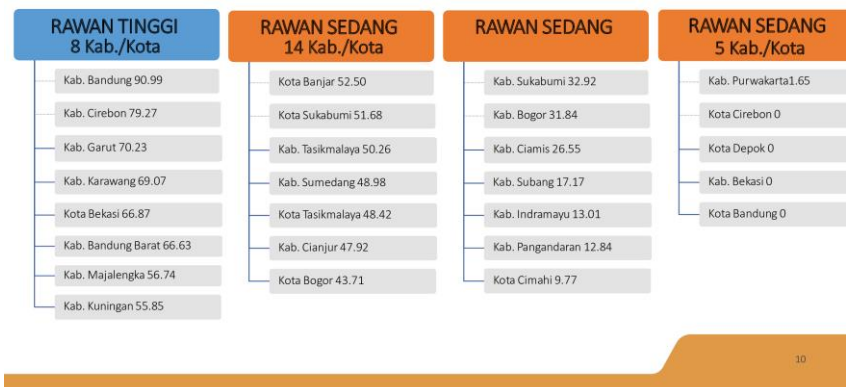 RAWAN TINGGI
8 Kab./Kota
Kab. Bandung 90.99
Kab. Cirebon 79.27
Kab. Garut 70.23
Kab. Karawang 69.07
Kota Bekasi 66.87
Kab. Bandung Barat 66.63
Kab. Majalengka 56.74
Kab. Kuningan 55.85
RAWAN SEDANG
14 Kab./Kota
Kota Banjar 52.50
Kota Sukabumi 51.68
Kab. Tasikmalaya 50.26
Kab. Sumedang 48.98
Kota Tasikmalaya 48.42
Kab. Cianjur 47.92
Kota Bogor 43.71
RAWAN SEDANG
Kab. Sukabumi 32.92
Kab. Bogor 31.84
Kab. Ciamis 26.55
Kab. Subang 17.17
Kab. Indramayu 13.01
Kab. Pangandaran 12.84
Kota Cimahi 9.77
RAWAN SEDANG
5 Kab./Kota
Kab. Purwakarta1.65
Kota Cirebon 0
Kota Depok 0
Kab. Bekasi 0
Kota Bandung 0
10